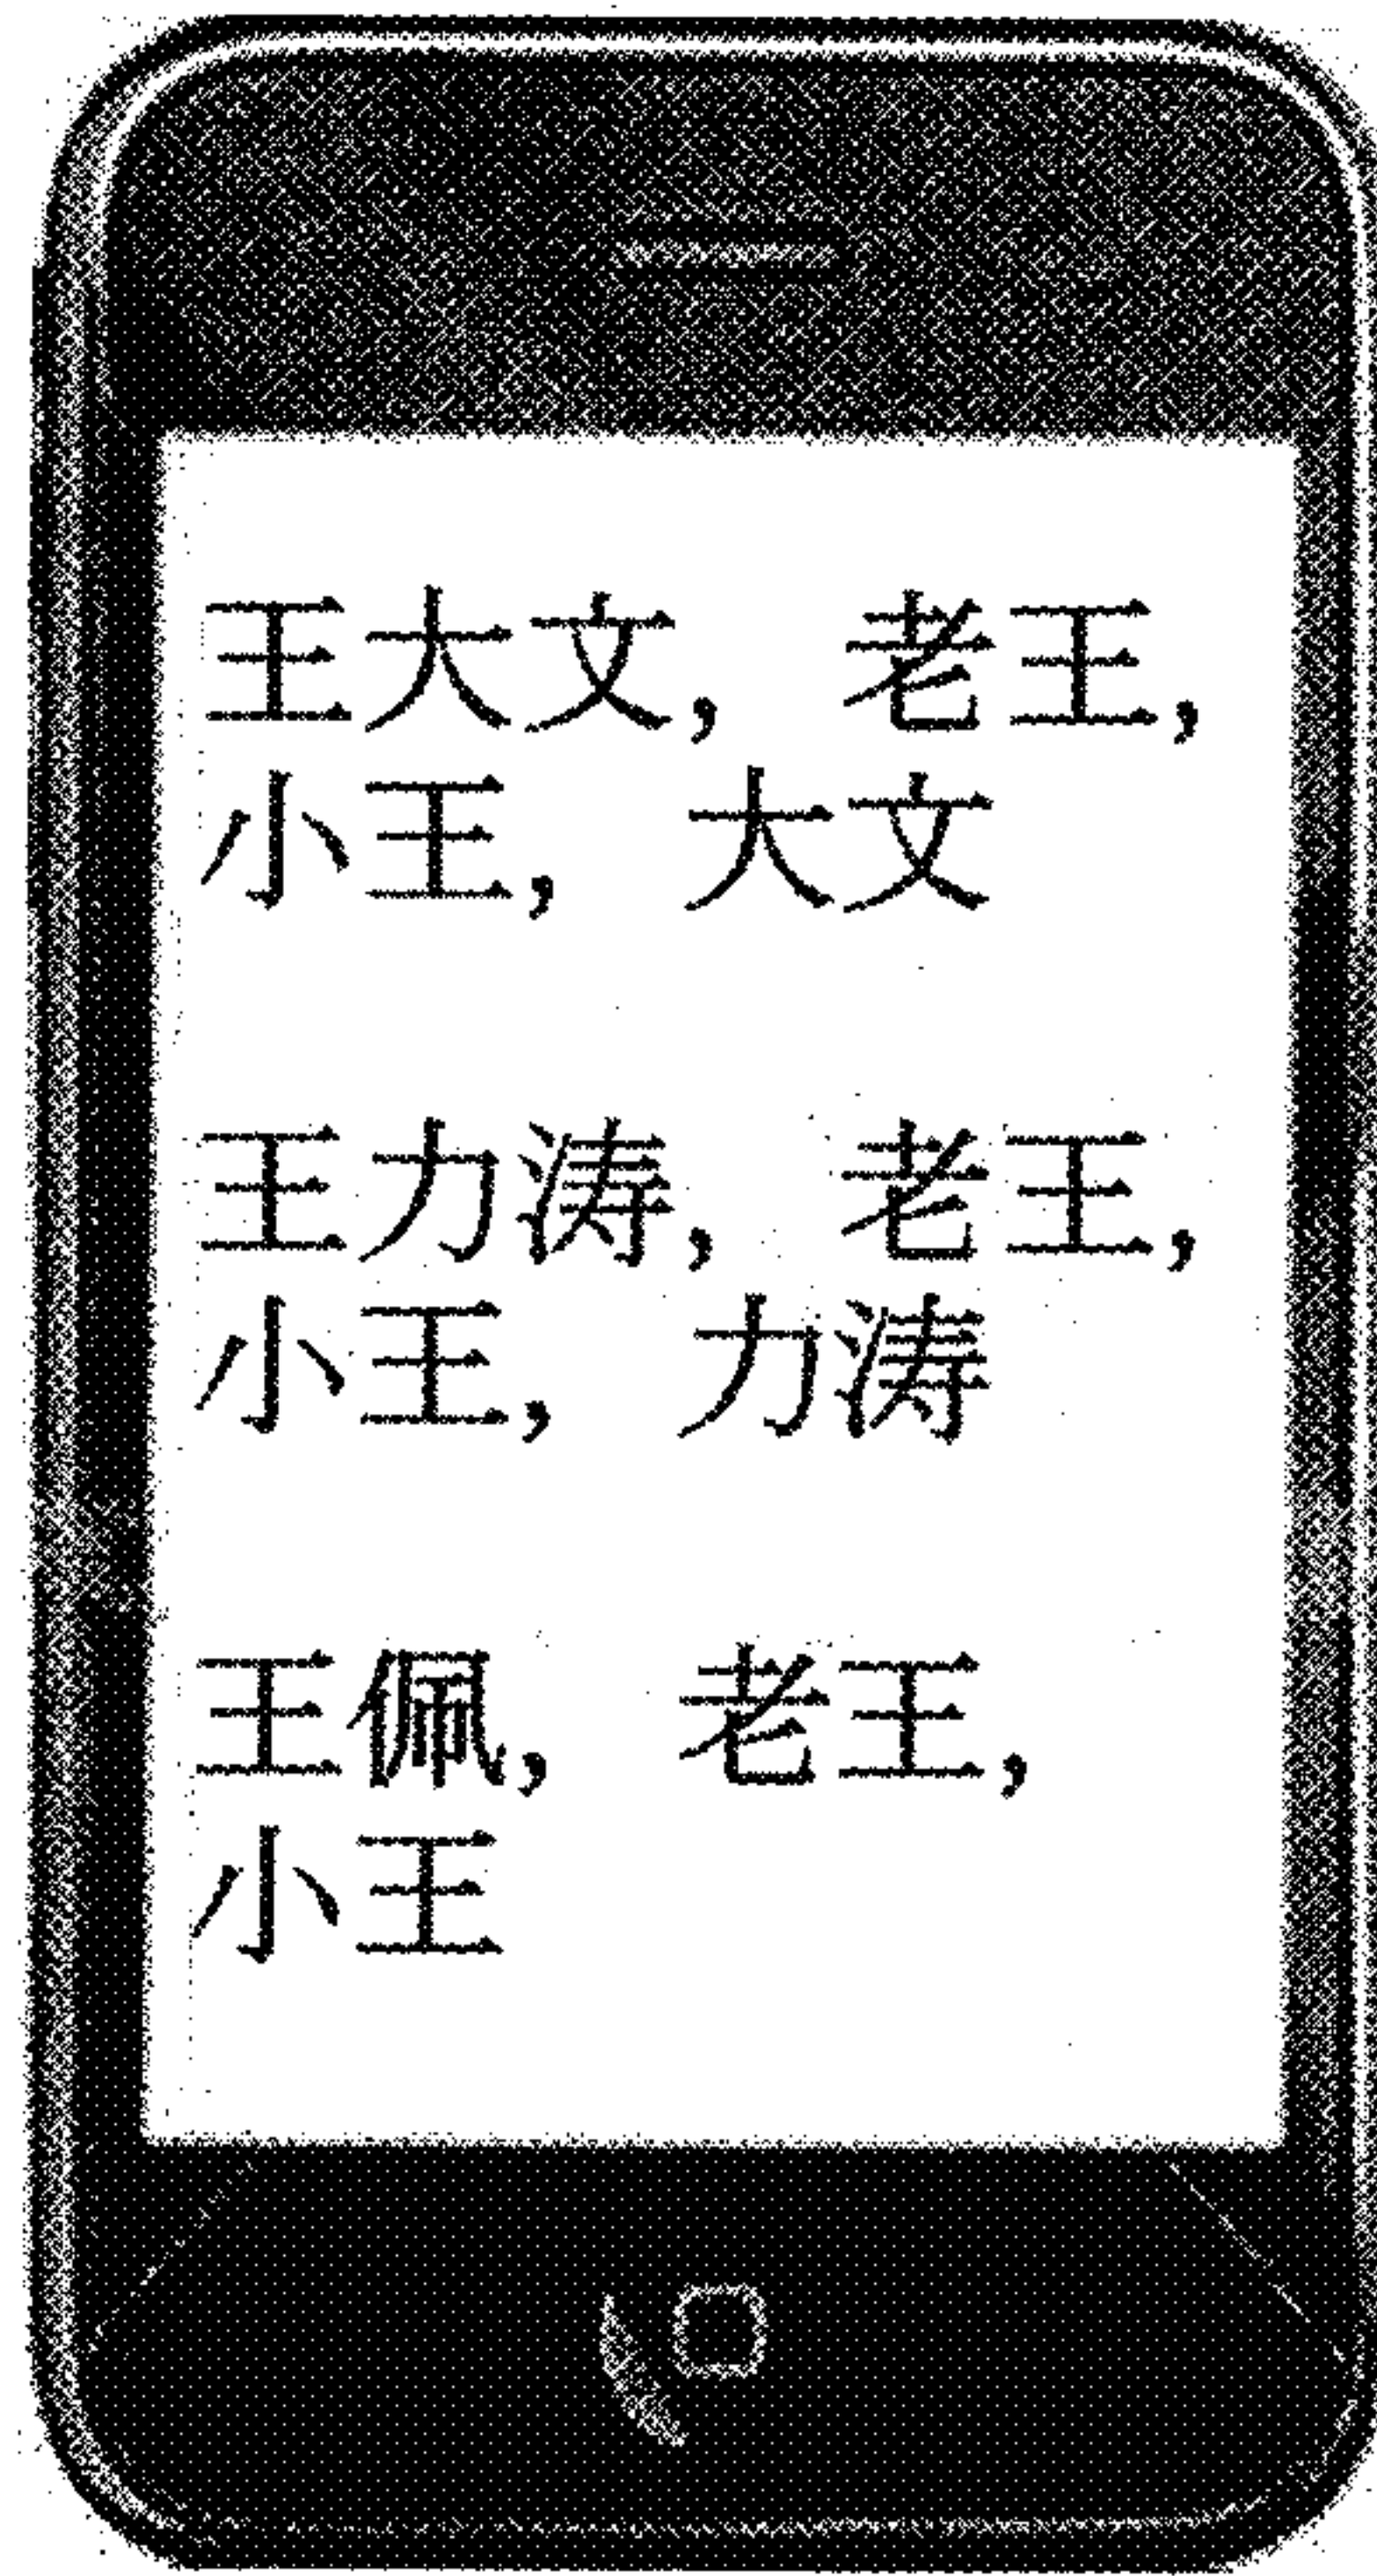 王大文, 老王,
小王, 大文
王力涛, 老王,
小王, 力涛
王佩, 老王,
小王